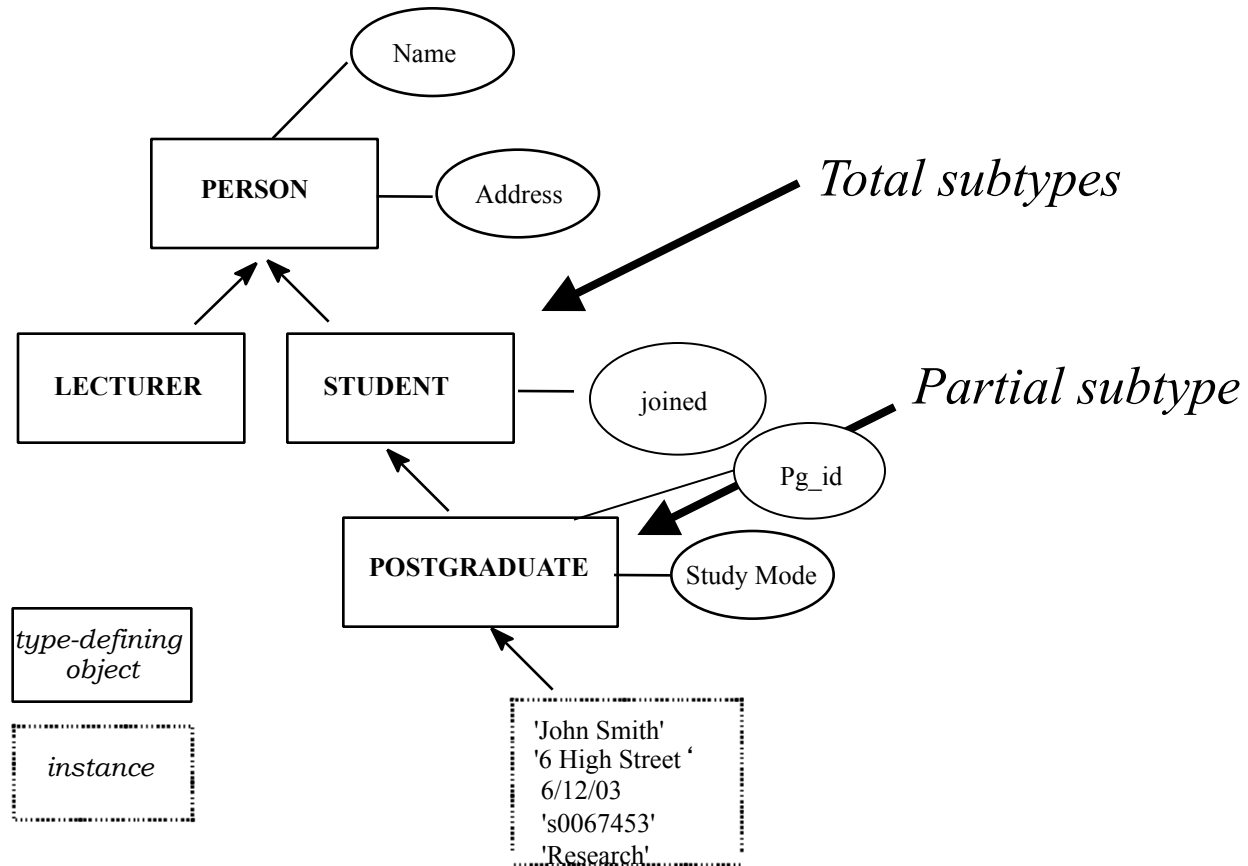 Name
PERSON
Address
Total subtypes
LECTURER
STUDENT
joined
Partial subtype
Pg_id
POSTGRADUATE
Study Mode
type-defining
object
instance
'John Smith'
'6 High Street ‘
6/12/03
's0067453'
'Research'